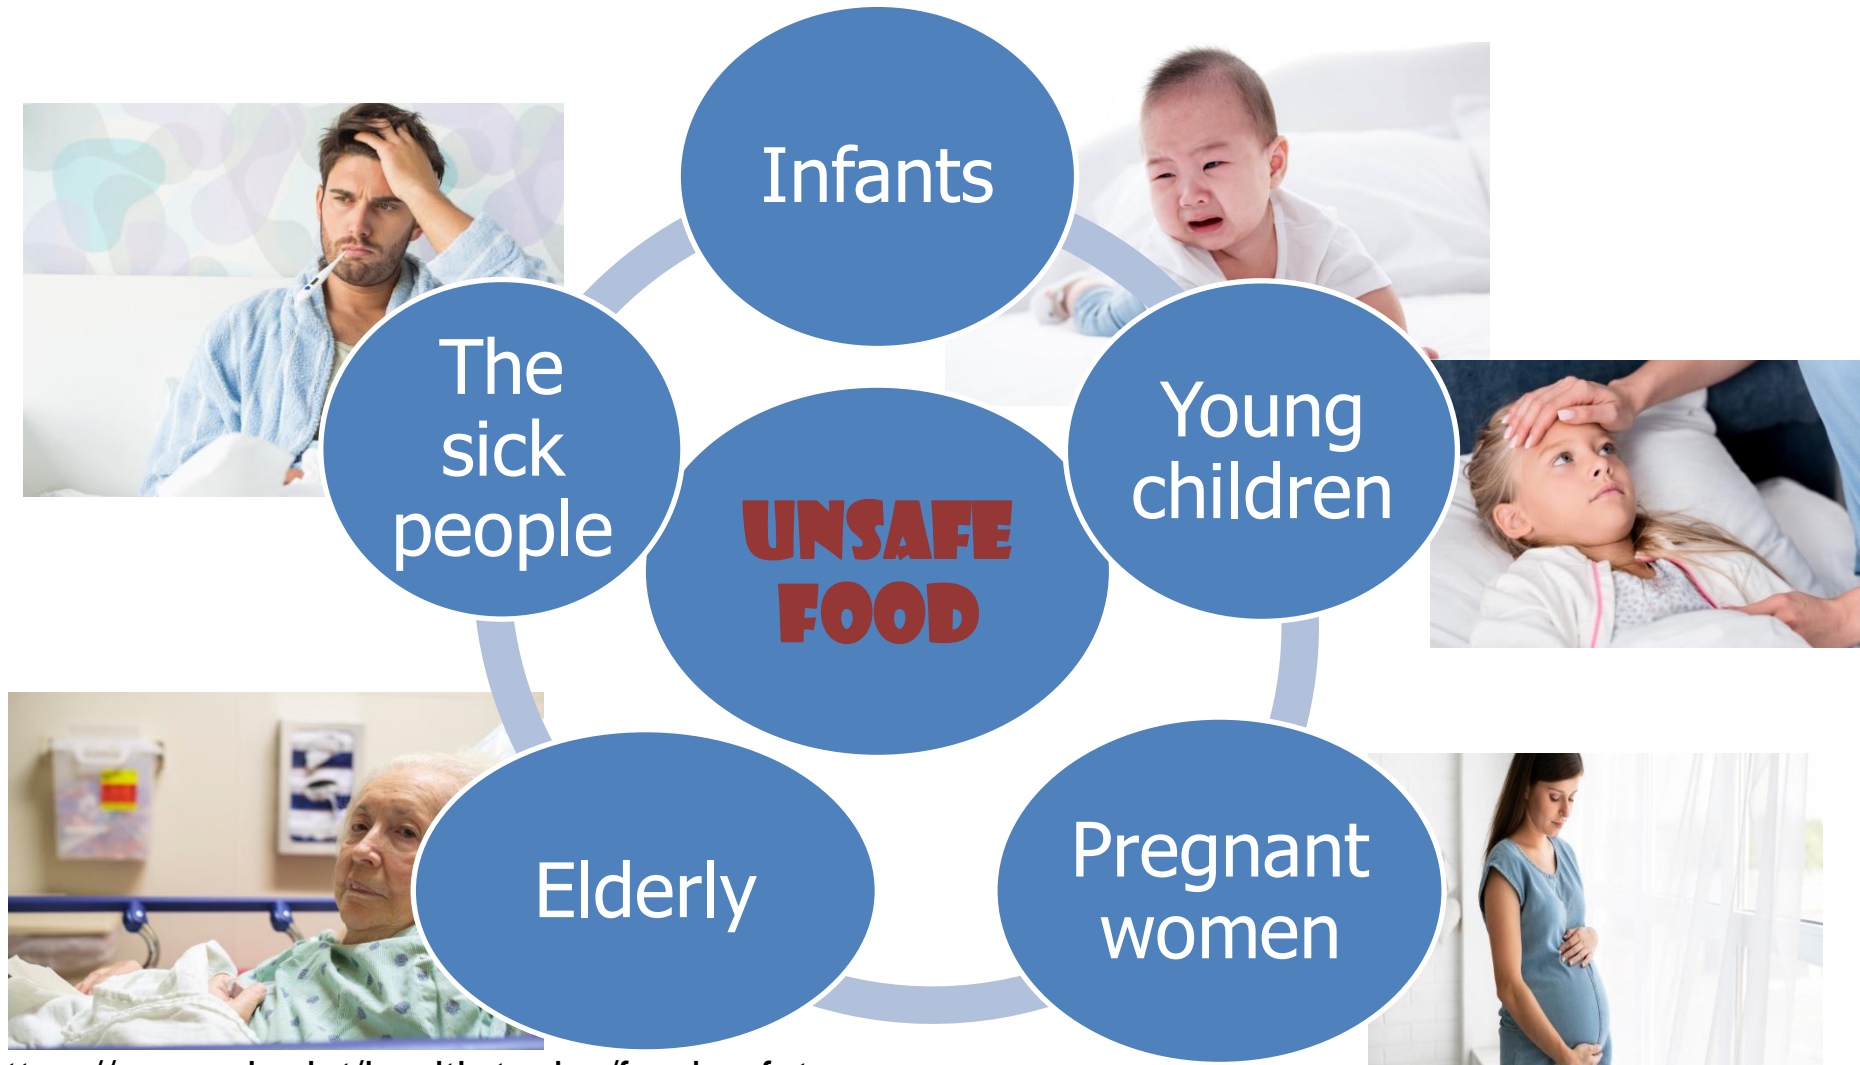 Infants
The
sick
people
Young
children
UNSAFE
FOOD
Elderly
Pregnant
women